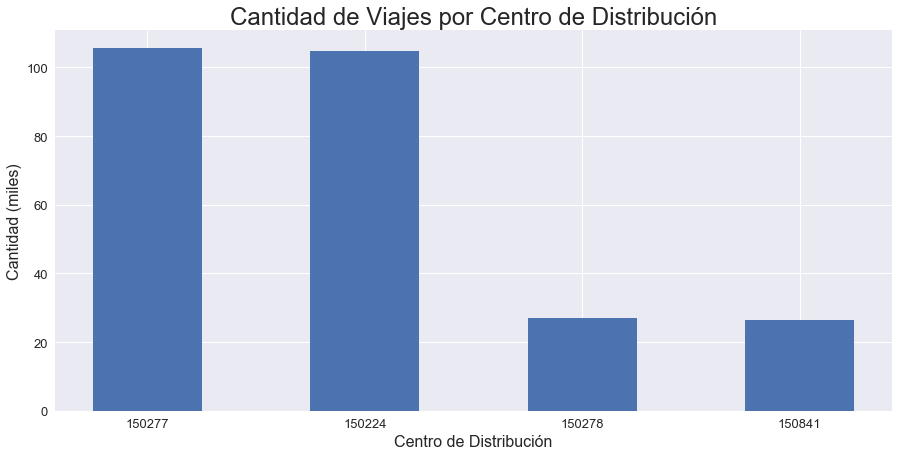 Cantidad de Viajes por Centro de Distribución
Cantidad (miles)
100
80
60
40
20
0
150277 150224 150278 150841
Centro de Distribución